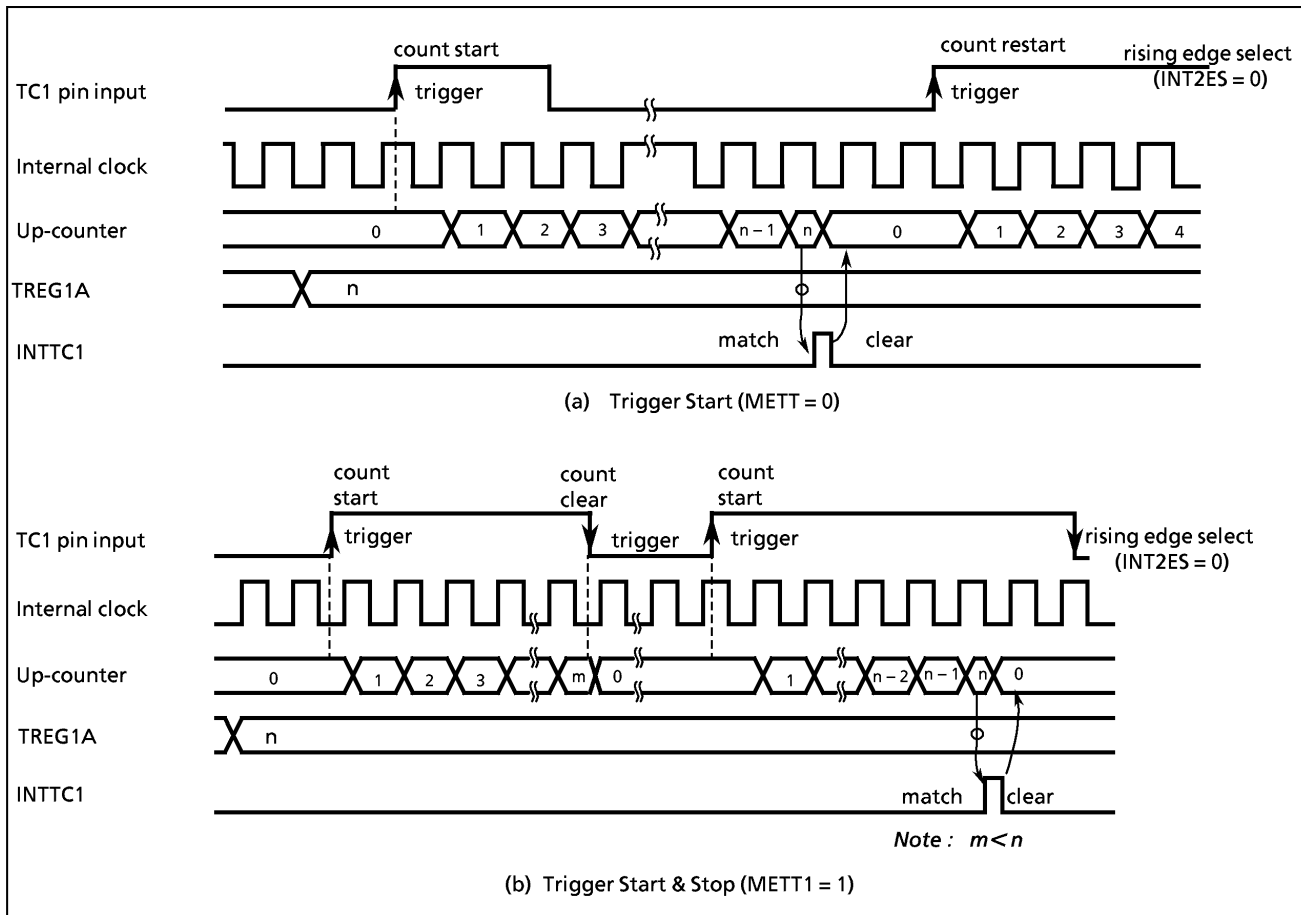 count start
count restart
rising edge select
(INT2ES = 0)
TC1 pin input
trigger
trigger
Internal clock
Up-counter
0 1 2 3 n – 1 n 0 1 2 3 4
TREG1A
n
INTTC1
match
clear
(a) Trigger Start (METT = 0)
count start
count clear
count start
TC1 pin input
trigger
trigger
trigger
rising edge select
(INT2ES = 0)
Internal clock
Up-counter
0 1 2 3 m 0 1 n – 2 n – 1 n 0
TREG1A
n
INTTC1
match
clear
Note : m < n
(b) Trigger Start & Stop (METT1 = 1)